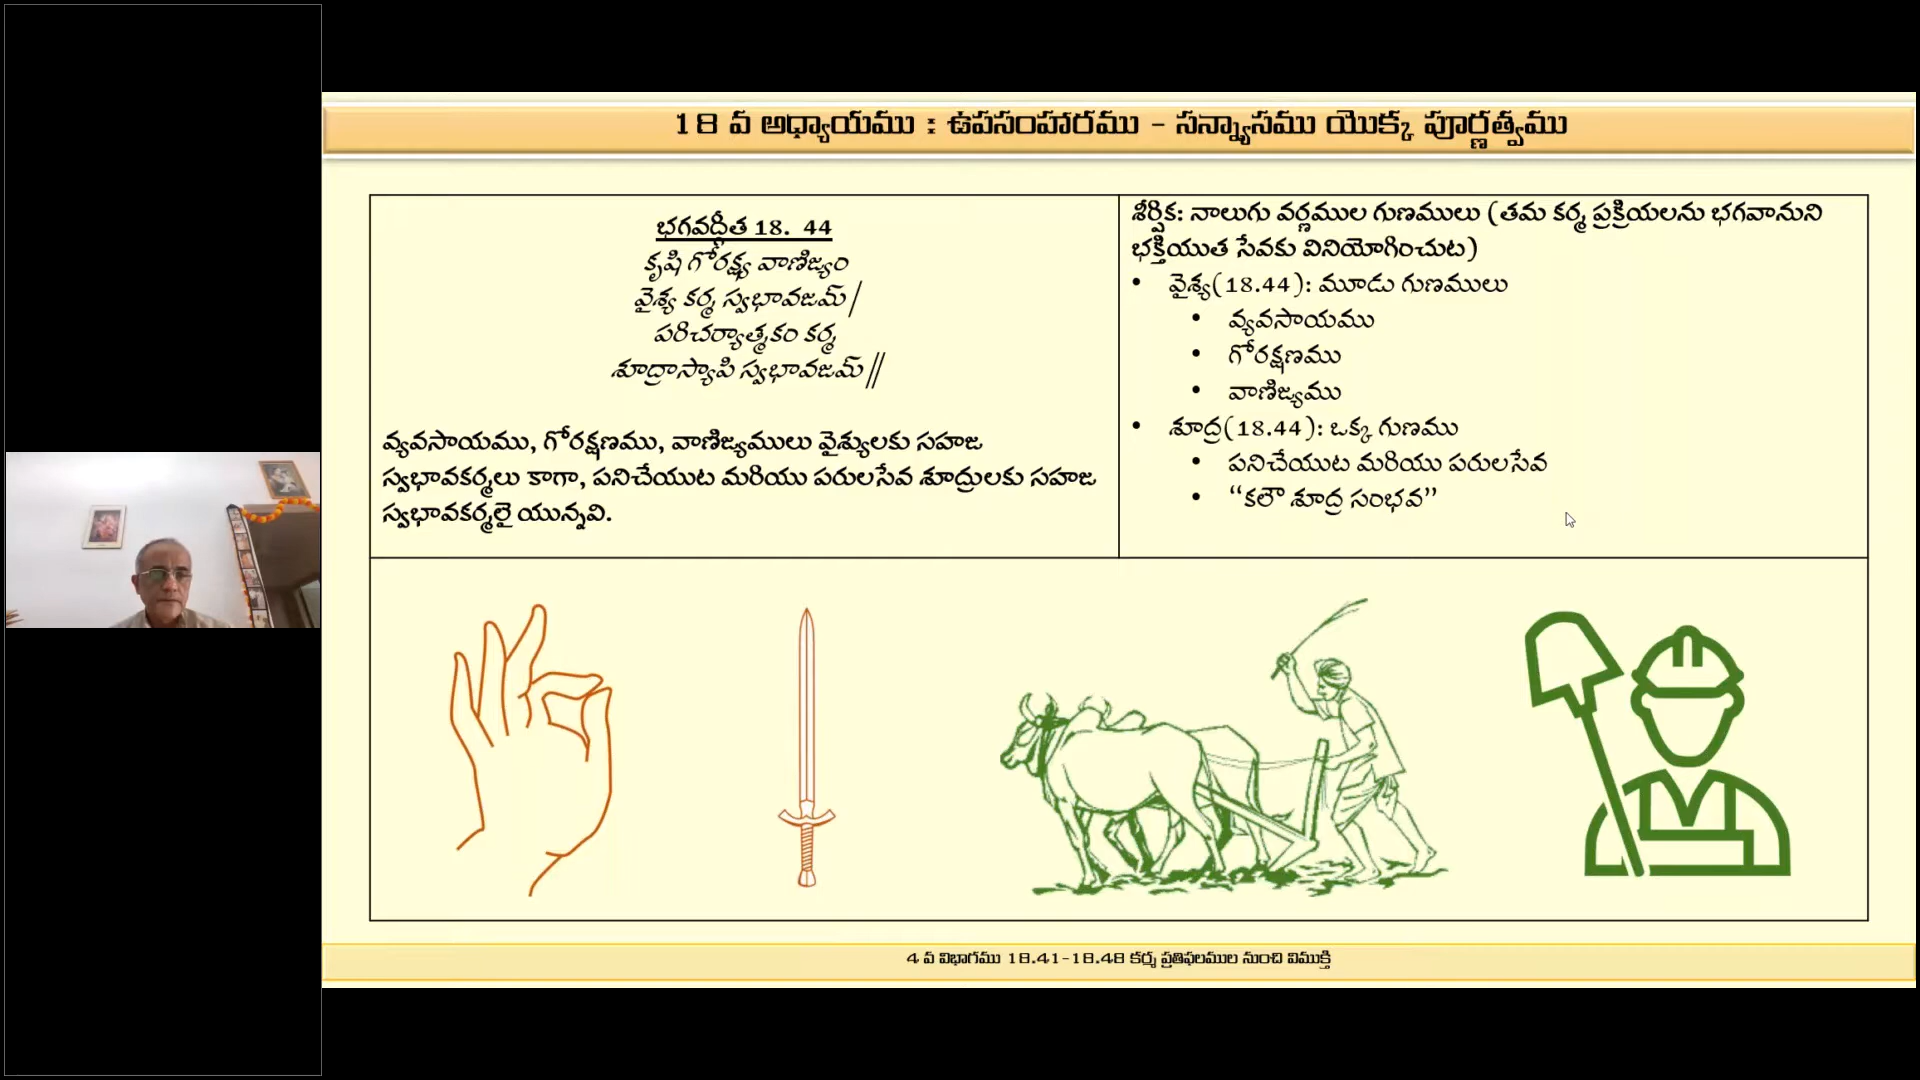 18 వ అధ్యాయము : ఉపసంహారము - సన్న్యాసము యొక్క పూర్ణత్వము
భగవద్గీత 18. 44
కృషి గోరక్ష్య వాణిజ్యం
వైశ్య కర్మ స్వభావజమ్ |
పరిచర్యాత్మకం కర్మ
శూద్రాస్యాపి స్వభావజమ్ ||
వ్యవసాయము, గోరక్షణము, వాణిజ్యములు వైశ్యులకు సహజ
స్వభావకర్మలు కాగా, పనిచేయుట మరియు పరులసేవ శూద్రులకు సహజ
స్వభావకర్మలై యున్నవి.
శీర్షిక: నాలుగు వర్ణముల గుణములు (తమ కర్మ ప్రక్రియలను భగవానుని
భక్తియుత సేవకు వినియోగించుట)
• వైశ్య(18.44): మూడు గుణములు
• వ్యవసాయము
• గోరక్షణము
• వాణిజ్యము
• శూద్ర(18.44): ఒక్క గుణము
• పనిచేయుట మరియు పరులసేవ
• “కలౌ శూద్ర సంభవ”
4 వ విభాగము 18.41-18.48 కర్మ ప్రతిఫలముల నుంచి విముక్తి